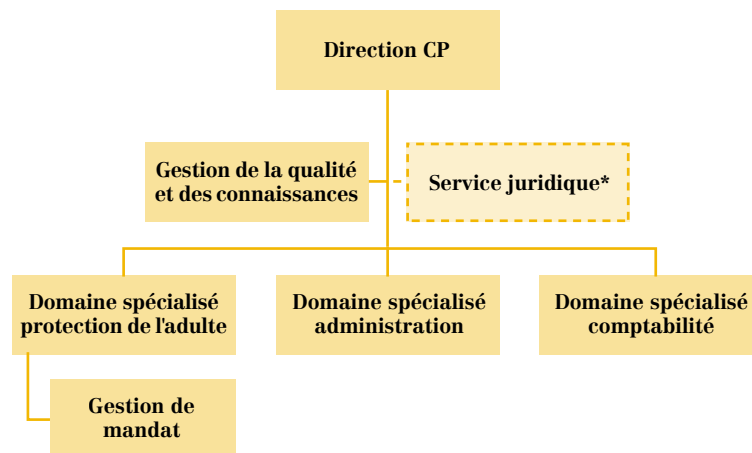 Direction CP
Gestion de la qualité
et des connaissances
Service juridique*
Domaine spécialisé
protection de l'adulte
Domaine spécialisé
administration
Domaine spécialisé
comptabilité
Gestion de
mandat